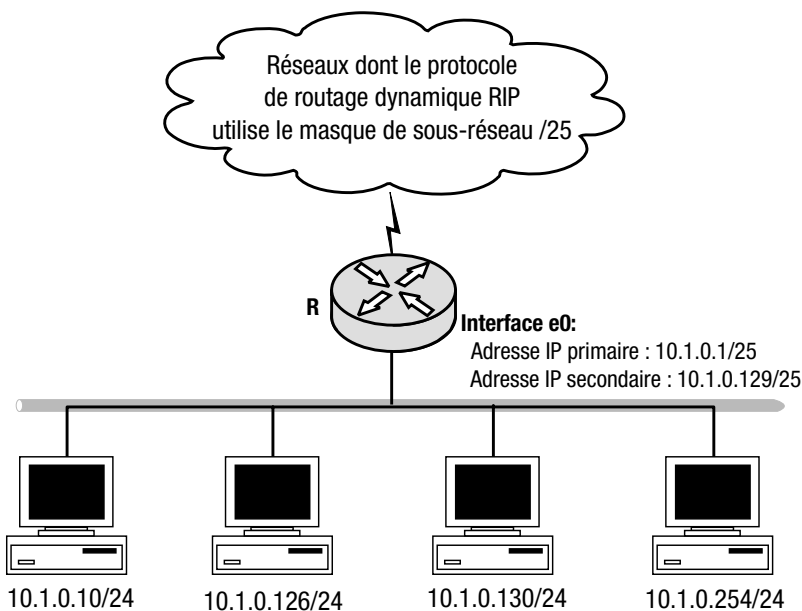 Réseaux dont le protocole
de routage dynamique RIP
utilise le masque de sous-réseau /25
R
Interface e0:
Adresse IP primaire : 10.1.0.1/25
Adresse IP secondaire : 10.1.0.129/25
10.1.0.10/24
10.1.0.126/24
10.1.0.130/24
10.1.0.254/24